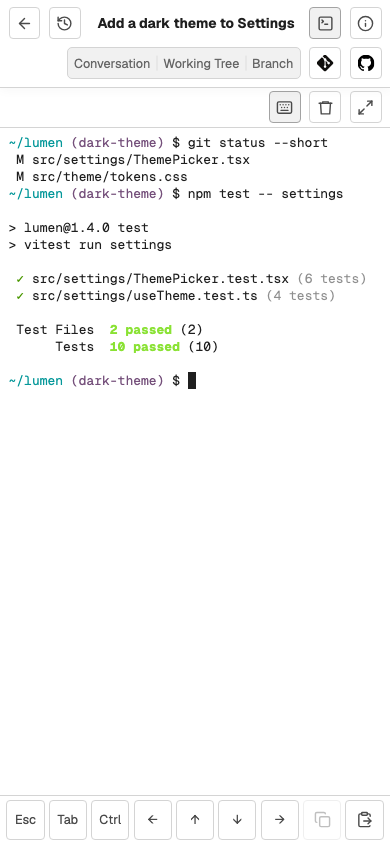 Add a dark theme to Settings
Conversation Working Tree Branch
~/lumen (dark-theme) $ git status --short
 M src/settings/ThemePicker.tsx
 M src/theme/tokens.css
~/lumen (dark-theme) $ npm test -- settings
> lumen@1.4.0 test
> vitest run settings
✓ src/settings/ThemePicker.test.tsx (6 tests)
✓ src/settings/useTheme.test.ts (4 tests)
Test Files  2 passed (2)
Tests  10 passed (10)
~/lumen (dark-theme) $
Esc Tab Ctrl ← ↑ ↓ →